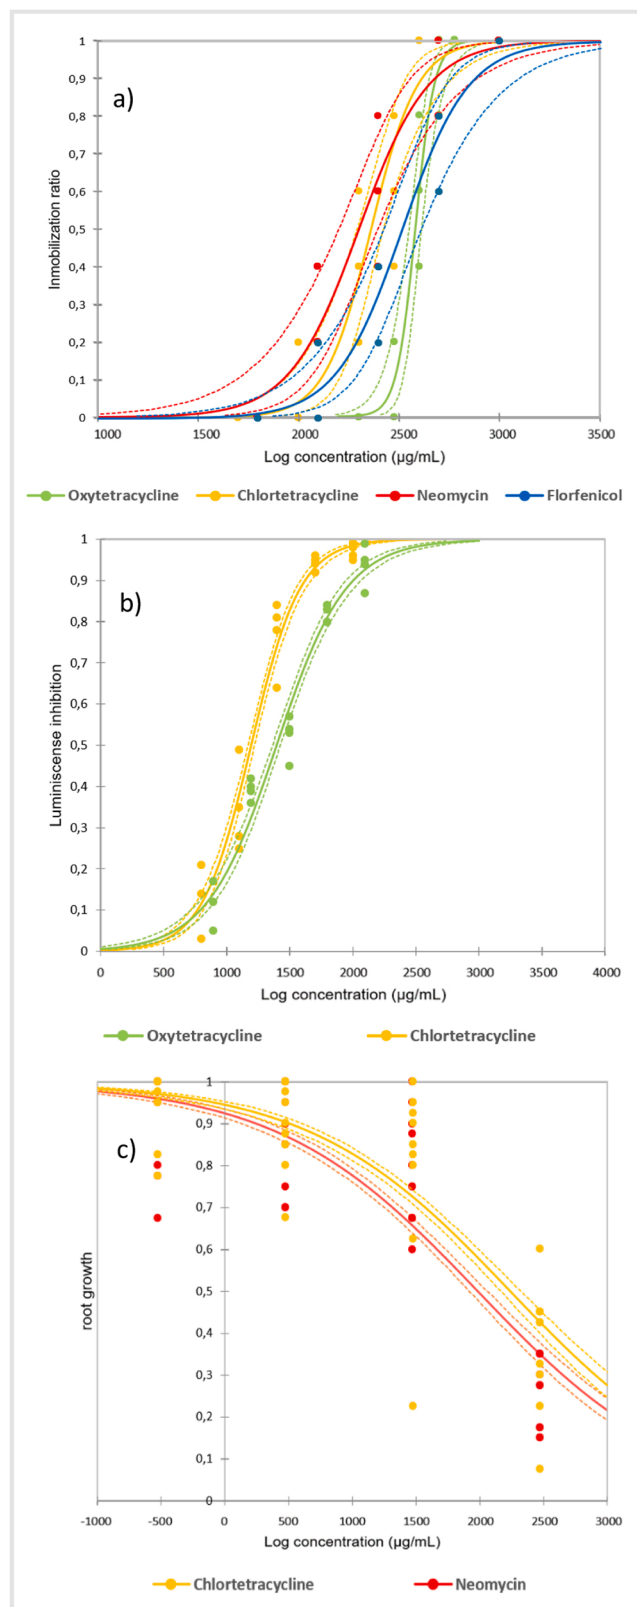 1
0,9
a)
0,8
0,7
0,6
0,5
0,4
0,3
0,2
0,1
0
Inmobilization ratio
1000 1500 2000 2500 3000 3500
Log concentration (µg/mL)
Oxytetracycline Chlortetracycline Neomycin Florfenicol
1
0,9
b)
0,8
0,7
0,6
0,5
0,4
0,3
0,2
0,1
0
Luminiscense inhibition
0 500 1000 1500 2000 2500 3000 3500 4000
Log concentration (µg/mL)
Oxytetracycline Chlortetracycline
1
0,9
c)
0,8
0,7
0,6
0,5
0,4
0,3
0,2
0,1
0
root growth
-1000 -500 0 500 1000 1500 2000 2500 3000
Log concentration (µg/mL)
Chlortetracycline Neomycin